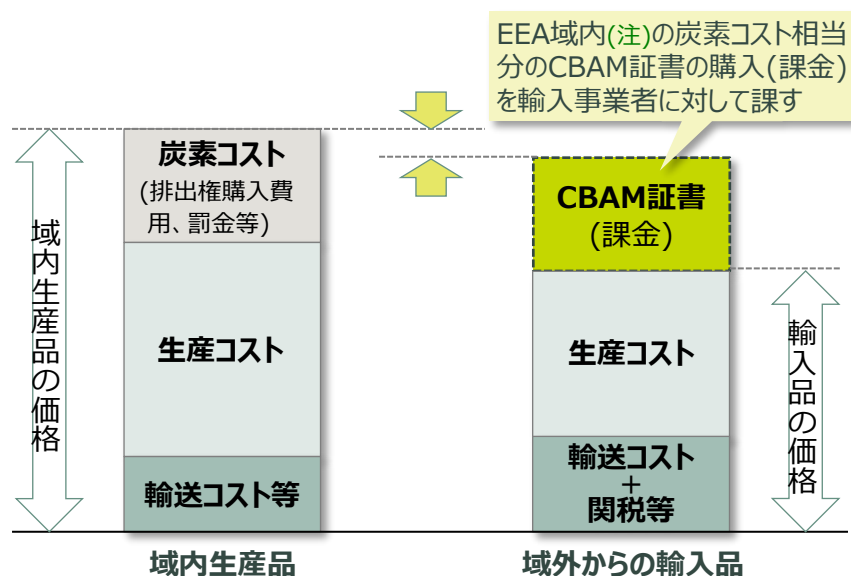 EEA域内(注)の炭素コスト相当
分のCBAM証書の購入(課金)
を輸入事業者に対して課す
域内生産品の価格
炭素コスト
(排出権購入費
用、罰金等)
生産コスト
輸送コスト等
域内生産品
CBAM証書
(課金)
生産コスト
輸送コスト
+
関税等
域外からの輸入品
輸入品の価格